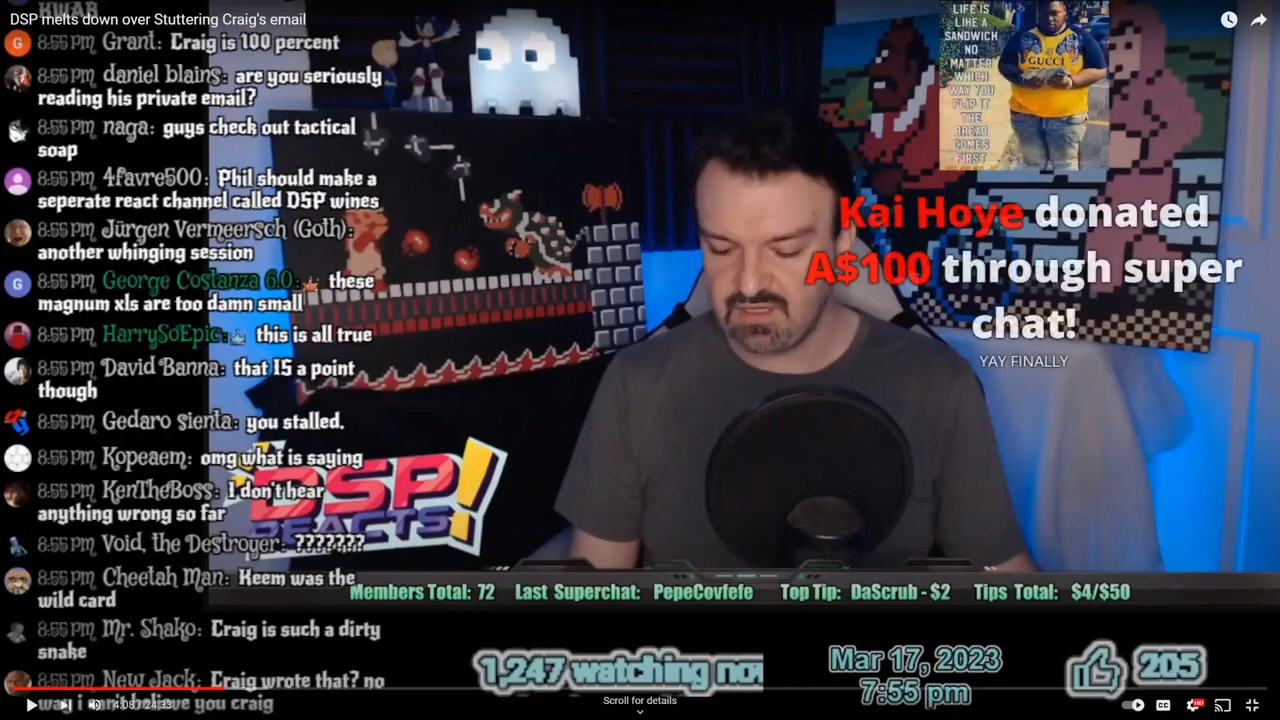 DSP melts down over Stuttering Craig's email
8:55 PM Grant: Craig is 100 percent
8:55 PM daniel blains: are you seriously
reading his private email?
8:55 PM naga: guys check out tactical
soap
8:55 PM 4favre500: Phil should make a
seperate react channel called DSP wines
8:55 PM Jürgen Vermeersch (Goth):
another whinging session
8:55 PM George Costanza 6.0: these
magnum xls are too damn small
8:55 PM HarrySoEpic: this is all true
8:55 PM David Banna: that IS a point
though
8:55 PM Gedaro Sienta: you stalled.
8:55 PM Kopeaem: omg what is saying
8:55 PM KenTheBoss: I don't hear
anything wrong so far
8:55 PM Void, the Destroyer: ???????
8:55 PM Cheetah Man: Keem was the
wild card
8:55 PM Mr. Shako: Craig is such a dirty
snake
8:55 PM New Jack: Craig wrote that? no
way i can't believe you craig
LIFE IS
LIKE A
SANDWICH
NO
MATTER
WHICH
WAY YOU
FLIP IT
THE
BREAD
COMES
FIRST
GUCCI
Kai Hoye donated
A$100 through super
chat!
YAY FINALLY
DSP!
REACTS
Members Total: 72 Last Superchat: PepeCovfefe Top Tip: DaScrub - $2 Tips Total: $4/$50
1,247 watching now
Mar 17, 2023
7:55 pm
205
4:08 / 24:33
Scroll for details
CC
HD